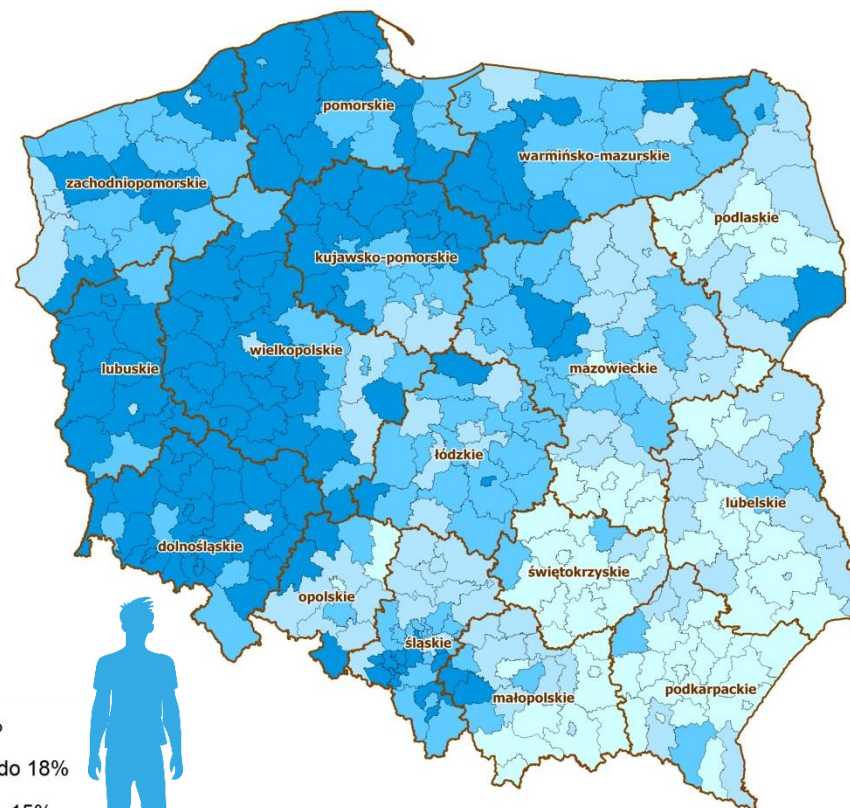 pomorskie
warmińsko-mazurskie
zachodniopomorskie
podlaskie
kujawsko-pomorskie
wielkopolskie
lubuskie
mazowieckie
łódzkie
lubelskie
dolnośląskie
świętokrzyskie
opolskie
śląskie
małopolskie
podkarpackie
do 18%
15%